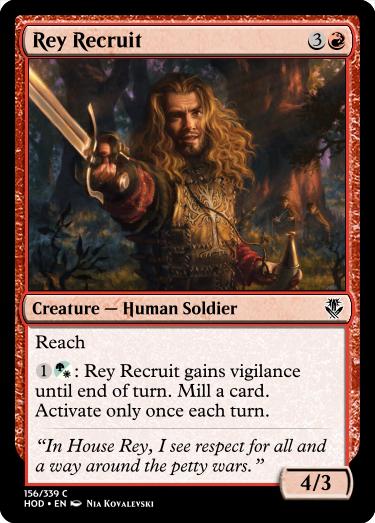 Rey Recruit 3
Creature — Human Soldier
Reach
1 : Rey Recruit gains vigilance
until end of turn. Mill a card.
Activate only once each turn.
“In House Rey, I see respect for all and
a way around the petty wars.”
4/3
156/339 C
HOD • EN Nia Kovalevski